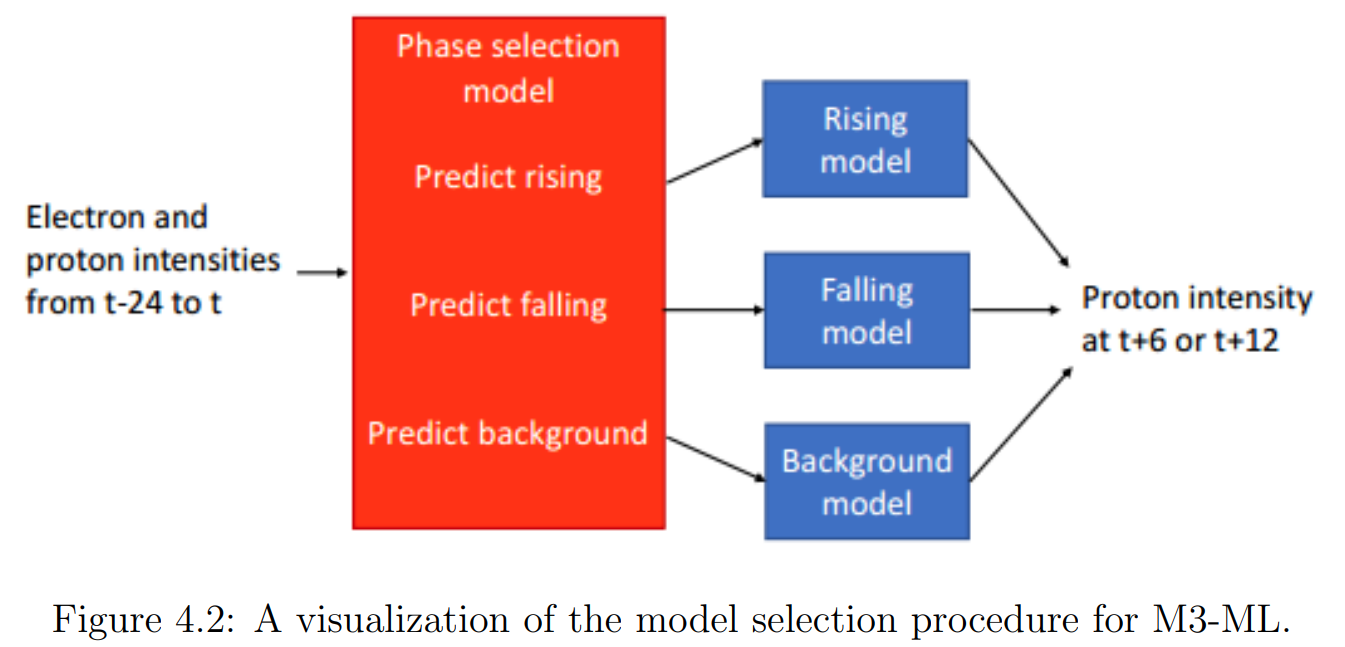 Electron and
proton intensities
from t-24 to t
Phase selection
model
Predict rising
Predict falling
Predict background
Rising
model
Falling
model
Background
model
Proton intensity
at t+6 or t+12
Figure 4.2: A visualization of the model selection procedure for M3-ML.